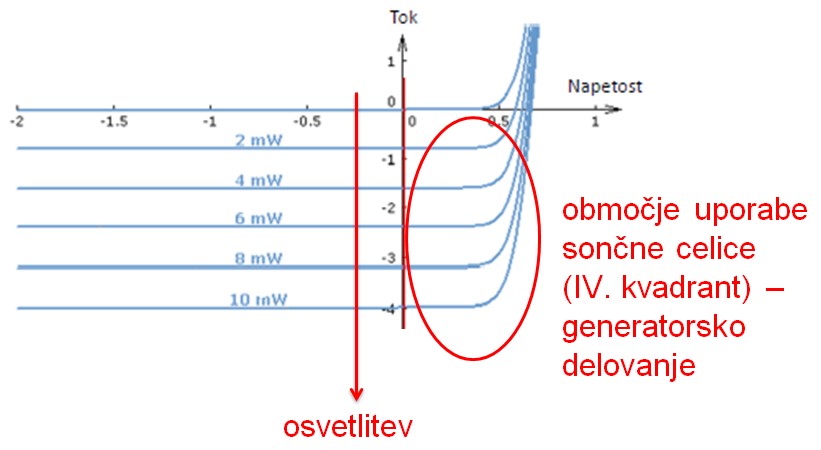 Tok
1
Napetost
0
-2
-1.5
-1
-0.5
0
0.5
1
2 mW
-1
4 mW
-2
6 mW
-3
8 mW
10 mW
-4
območje uporabe
sončne celice
(IV. kvadrant) –
generatorsko
delovanje
osvetlitev